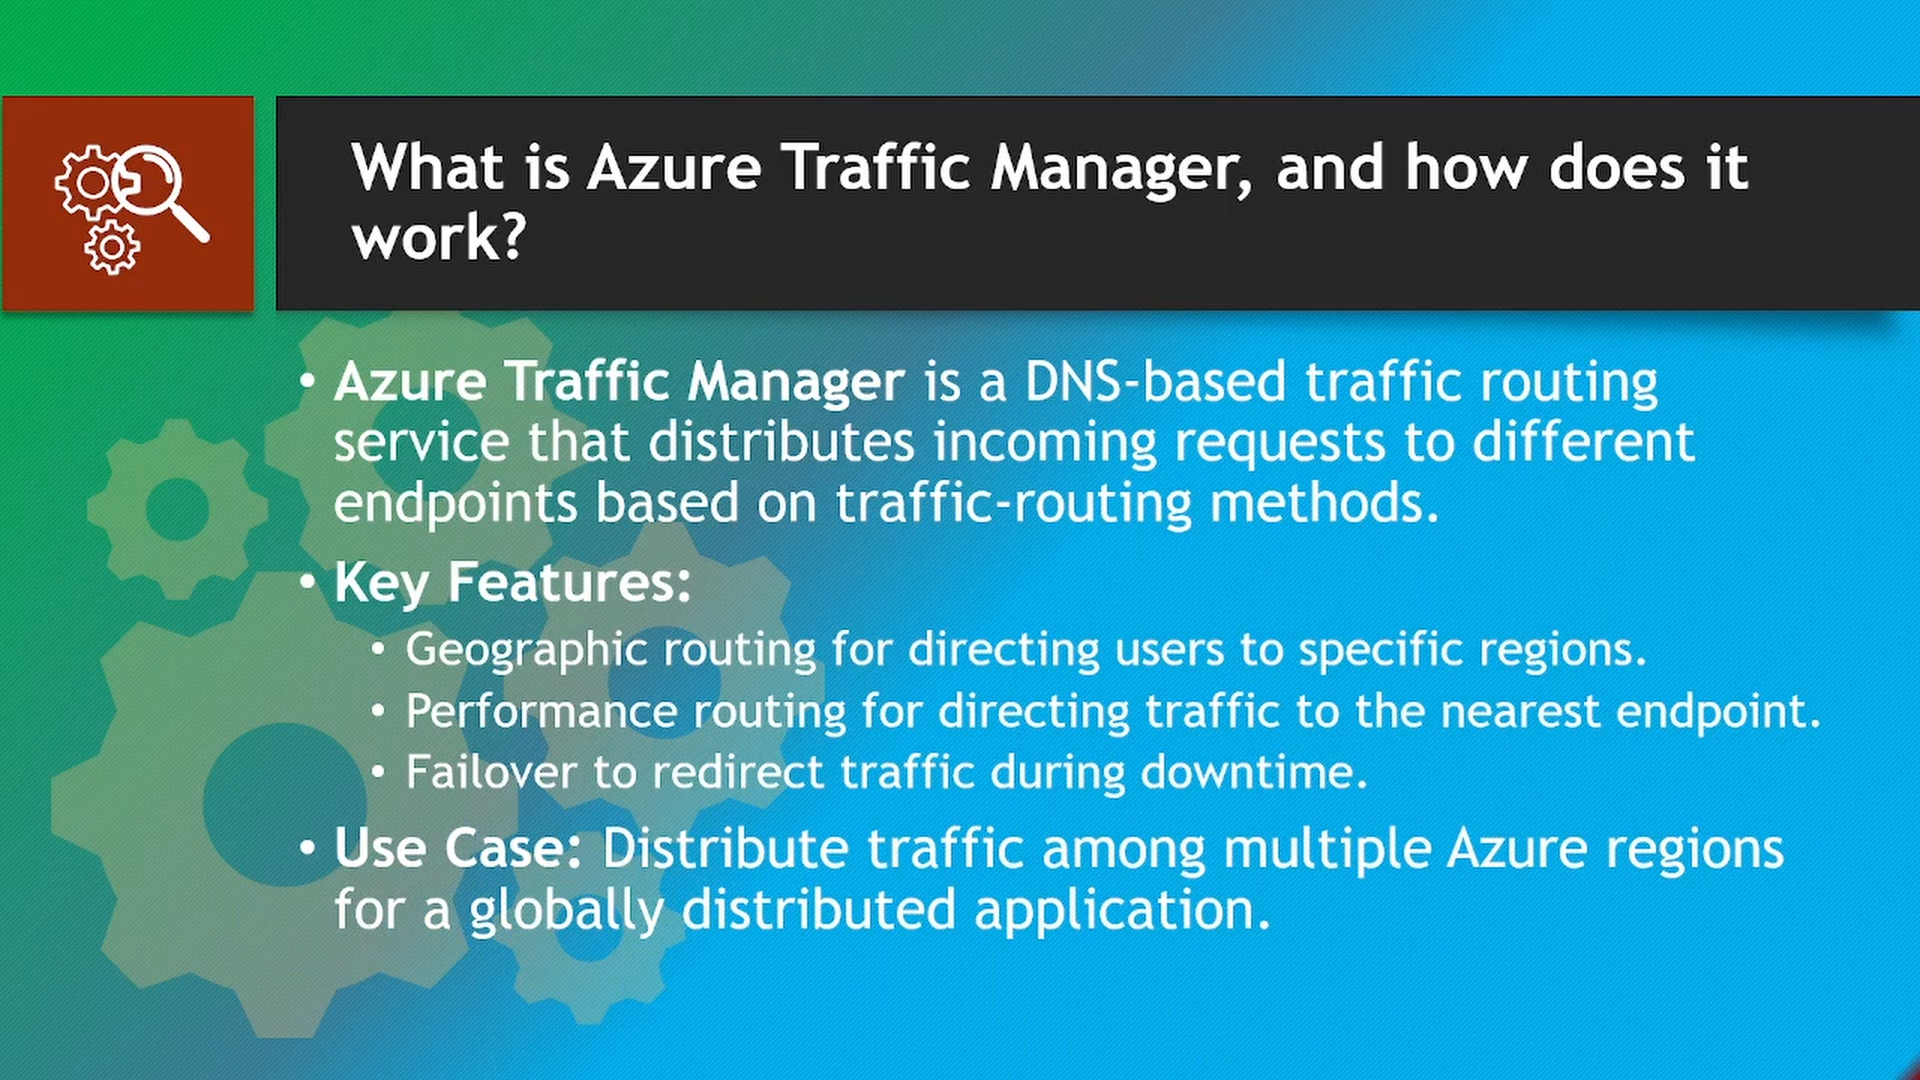 What is Azure Traffic Manager, and how does it
work?
• Azure Traffic Manager is a DNS-based traffic routing
service that distributes incoming requests to different
endpoints based on traffic-routing methods.
• Key Features:
• Geographic routing for directing users to specific regions.
• Performance routing for directing traffic to the nearest endpoint.
• Failover to redirect traffic during downtime.
• Use Case: Distribute traffic among multiple Azure regions
for a globally distributed application.